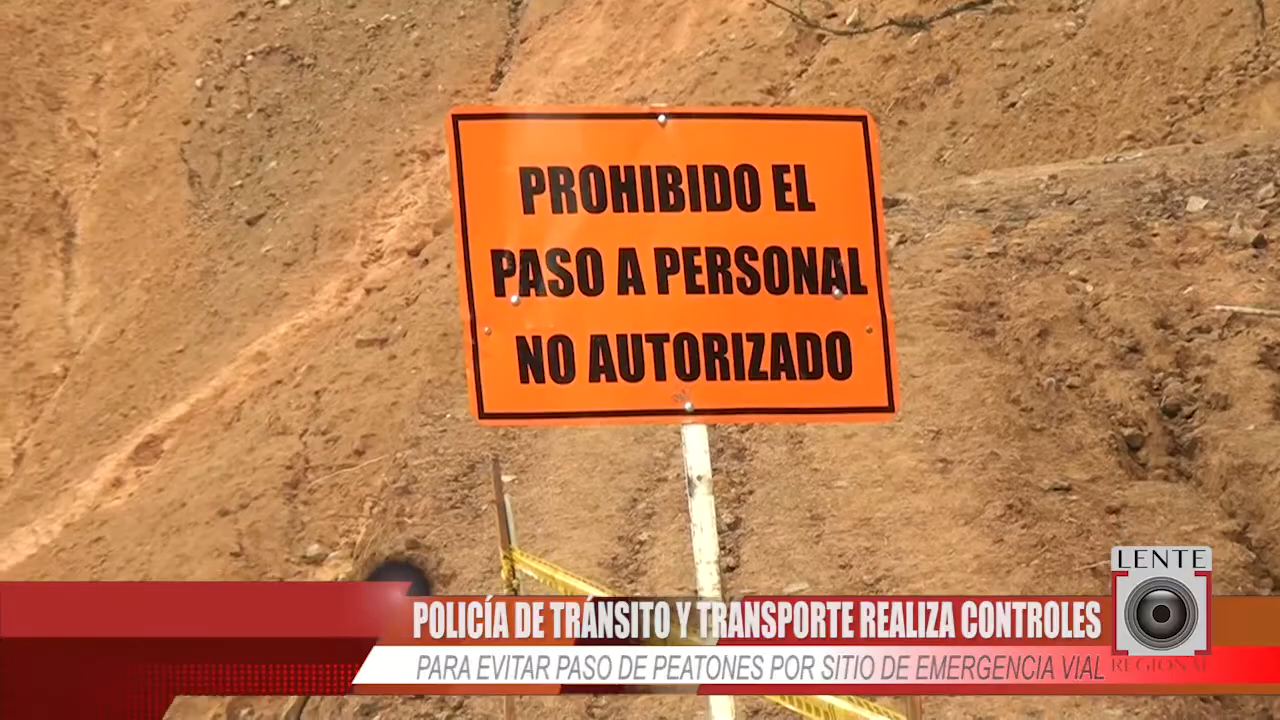 PROHIBIDO EL
PASO A PERSONAL
NO AUTORIZADO
LENTE
REGIONAL
POLICÍA DE TRÁNSITO Y TRANSPORTE REALIZA CONTROLES
PARA EVITAR PASO DE PEATONES POR SITIO DE EMERGENCIA VIAL